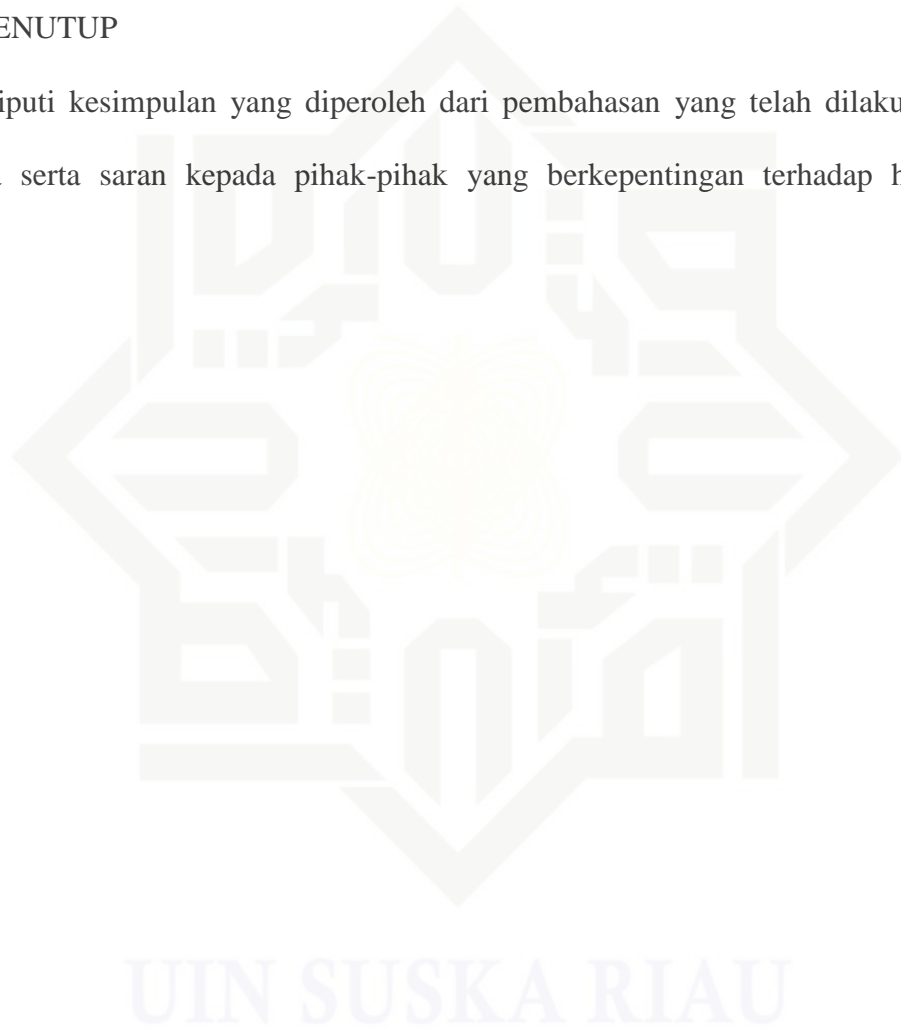 ENUTUP
iputi kesimpulan yang diperoleh dari pembahasan yang telah dilaku
serta saran kepada pihak-pihak yang berkepentingan terhadap h
UIN SUSKA RIAU